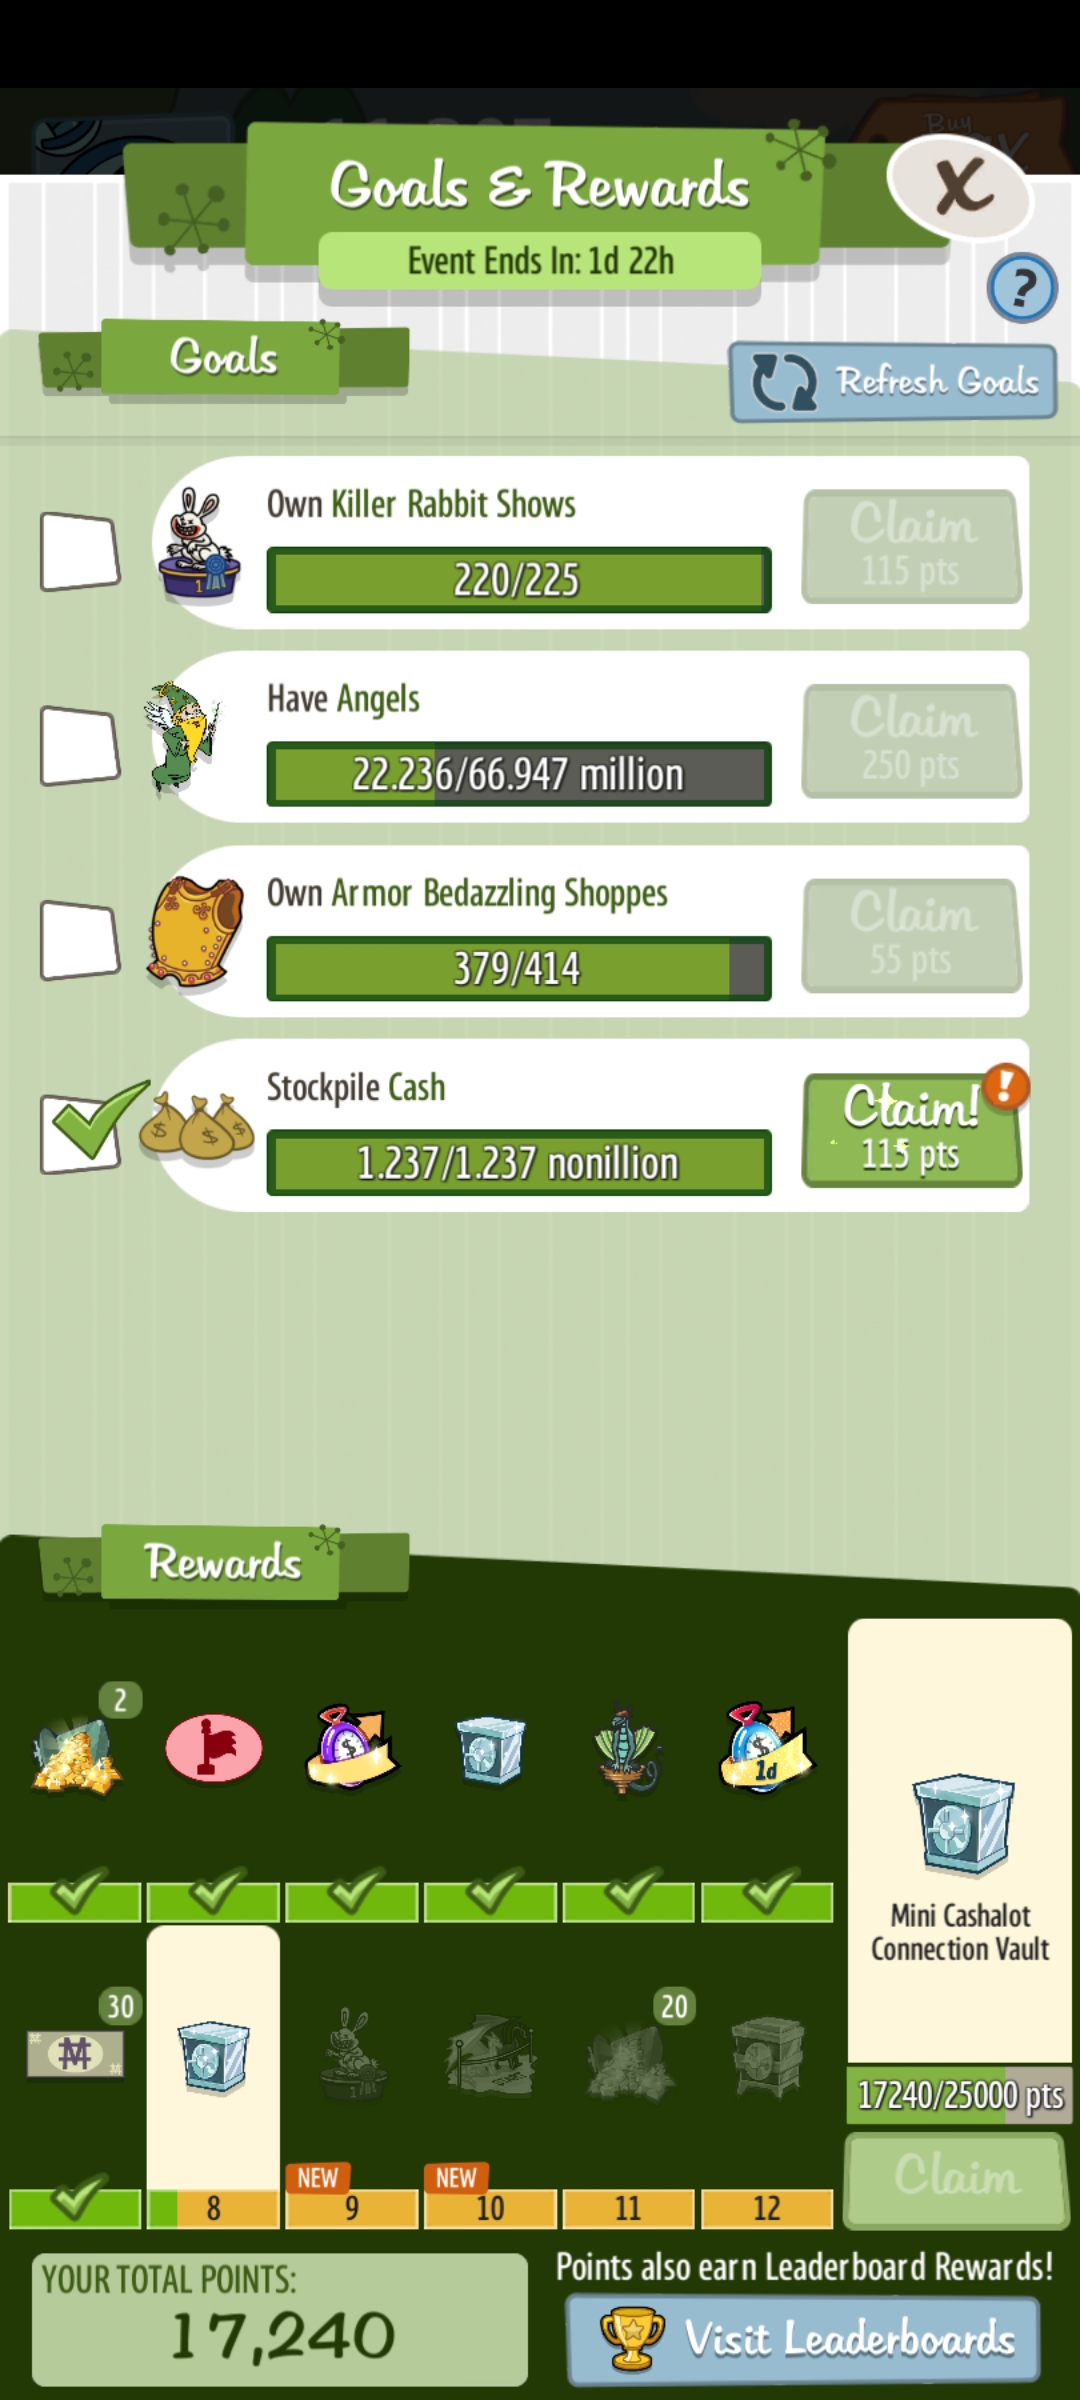 Buy
Goals & Rewards
X
Event Ends In: 1d 22h
?
Goals
Refresh Goals
Own Killer Rabbit Shows
220/225
Claim
115 pts
Have Angels
22.236/66.947 million
Claim
250 pts
Own Armor Bedazzling Shoppes
379/414
Claim
55 pts
Stockpile Cash
1.237/1.237 nonillion
Claim!
115 pts
!
Rewards
2
1d
30
20
Mini Cashalot
Connection Vault
17240/25000 pts
NEW
NEW
8
9
10
11
12
Claim
YOUR TOTAL POINTS:
17,240
Points also earn Leaderboard Rewards!
Visit Leaderboards